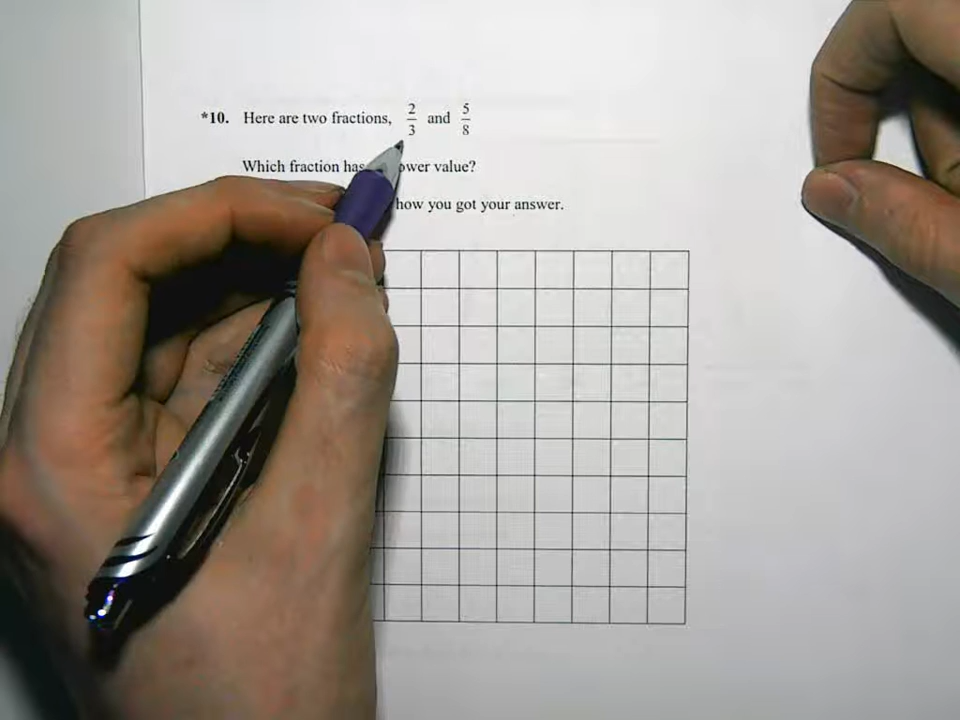 *10. Here are two fractions, 2/3 and 5/8
Which fraction has ower value?
how you got your answer.